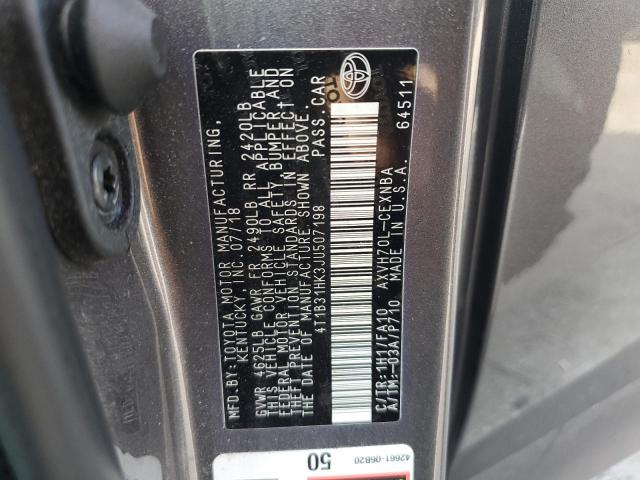 MFD.BY:TOYOTA MOTOR MANUFACTURING,
KENTUCKY, INC. 07/18
GVWR 4625LB GAWR FR 2490LB RR 2420LB
THIS VEHICLE CONFORMS TO ALL APPLICABLE
FEDERAL MOTOR VEHICLE SAFETY, BUMPER,AND
THEFT PREVENTION STANDARDS IN EFFECT ON
THE DATE OF MANUFACTURE SHOWN ABOVE.
4T1B31HK3JU507198 PASS.CAR
C/TR:1H1/FA10 AXVH70L-CEXNBA
A/TM:-03A/P710 MADE IN U.S.A. 64511
50
42661-06B20